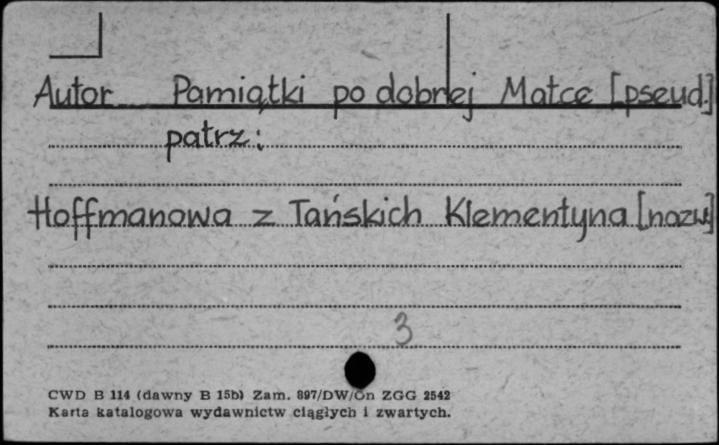 Autor Pamiątki po dobrej Matce [pseud.]
patrz:
Hoffmanowa z Tańskich Klementyna [nazw.]
3
CWD B 114 (dawny B 15b) Zam. 897/DW/On ZGG 2542
Karta katalogowa wydawnictw ciągłych i zwartych.